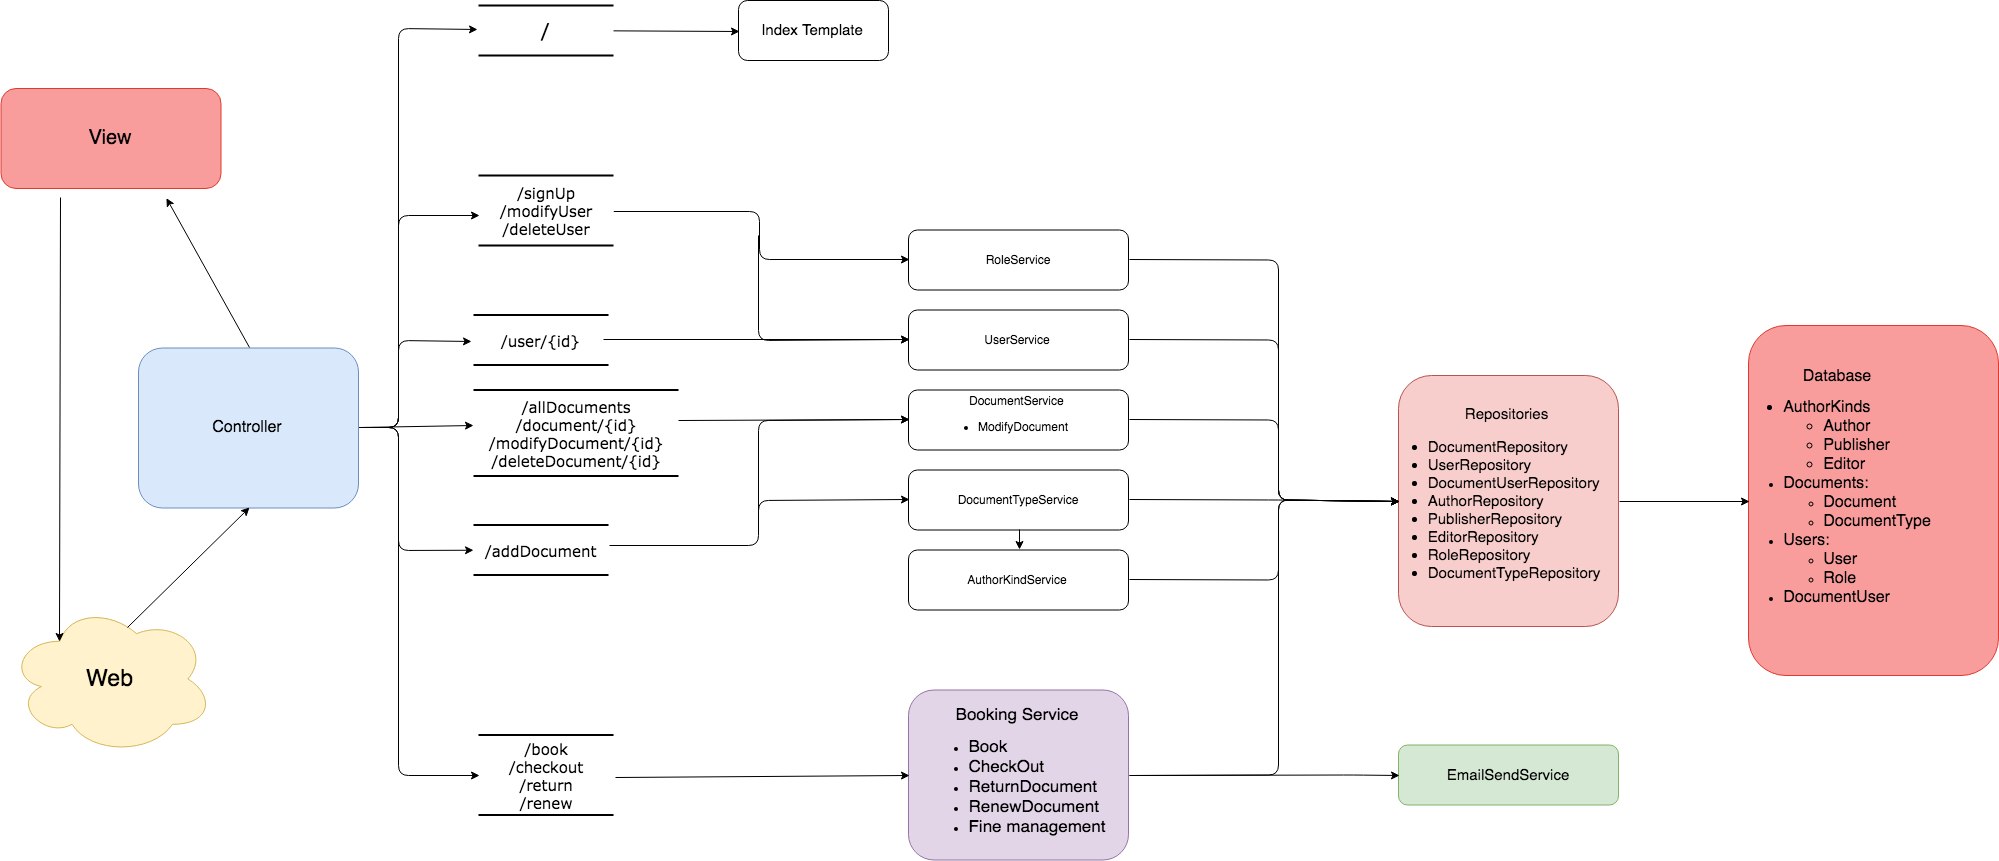 /
Index Template
View
/signUp
/modifyUser
/deleteUser
RoleService
/user/{id}
UserService
Controller
/allDocuments
/document/{id}
/modifyDocument/{id}
/deleteDocument/{id}
DocumentService
ModifyDocument
DocumentTypeService
/addDocument
AuthorKindService
Repositories
DocumentRepository
UserRepository
DocumentUserRepository
AuthorRepository
PublisherRepository
EditorRepository
RoleRepository
DocumentTypeRepository
Database
AuthorKinds
Author
Publisher
Editor
Documents:
Document
DocumentType
Users:
User
Role
DocumentUser
Web
/book
/checkout
/return
/renew
Booking Service
Book
CheckOut
ReturnDocument
RenewDocument
Fine management
EmailSendService